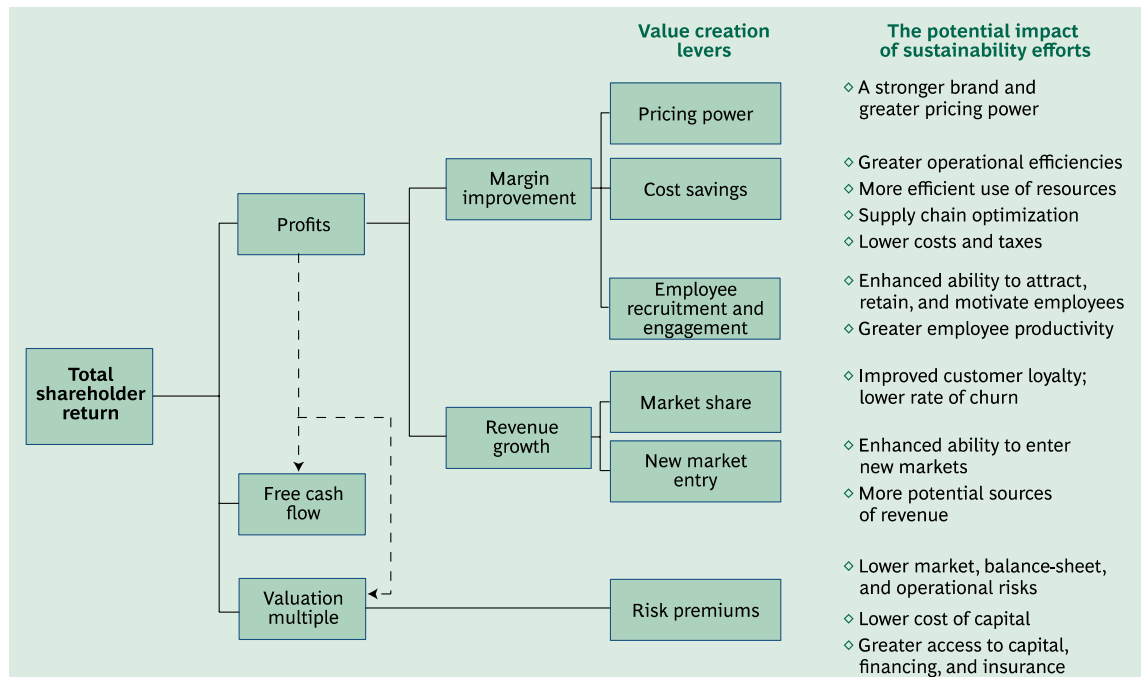 Value creation
levers
The potential impact
of sustainability efforts
Pricing power
◇ A stronger brand and
greater pricing power
Margin
improvement
Cost savings
◇ Greater operational efficiencies
◇ More efficient use of resources
◇ Supply chain optimization
◇ Lower costs and taxes
Profits
Employee
recruitment and
engagement
◇ Enhanced ability to attract,
retain, and motivate employees
◇ Greater employee productivity
Total
shareholder
return
Revenue
growth
Market share
◇ Improved customer loyalty;
lower rate of churn
New market
entry
◇ Enhanced ability to enter
new markets
◇ More potential sources
of revenue
Free cash
flow
Valuation
multiple
Risk premiums
◇ Lower market, balance-sheet,
and operational risks
◇ Lower cost of capital
◇ Greater access to capital,
financing, and insurance